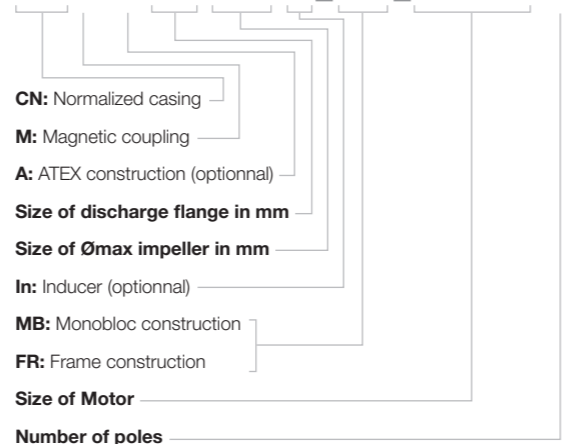 CN: Normalized casing
M: Magnetic coupling
A: ATEX construction (optionnal)
Size of discharge flange in mm
Size of Ømax impeller in mm
In: Inducer (optionnal)
MB: Monobloc construction
FR: Frame construction
Size of Motor
Number of poles